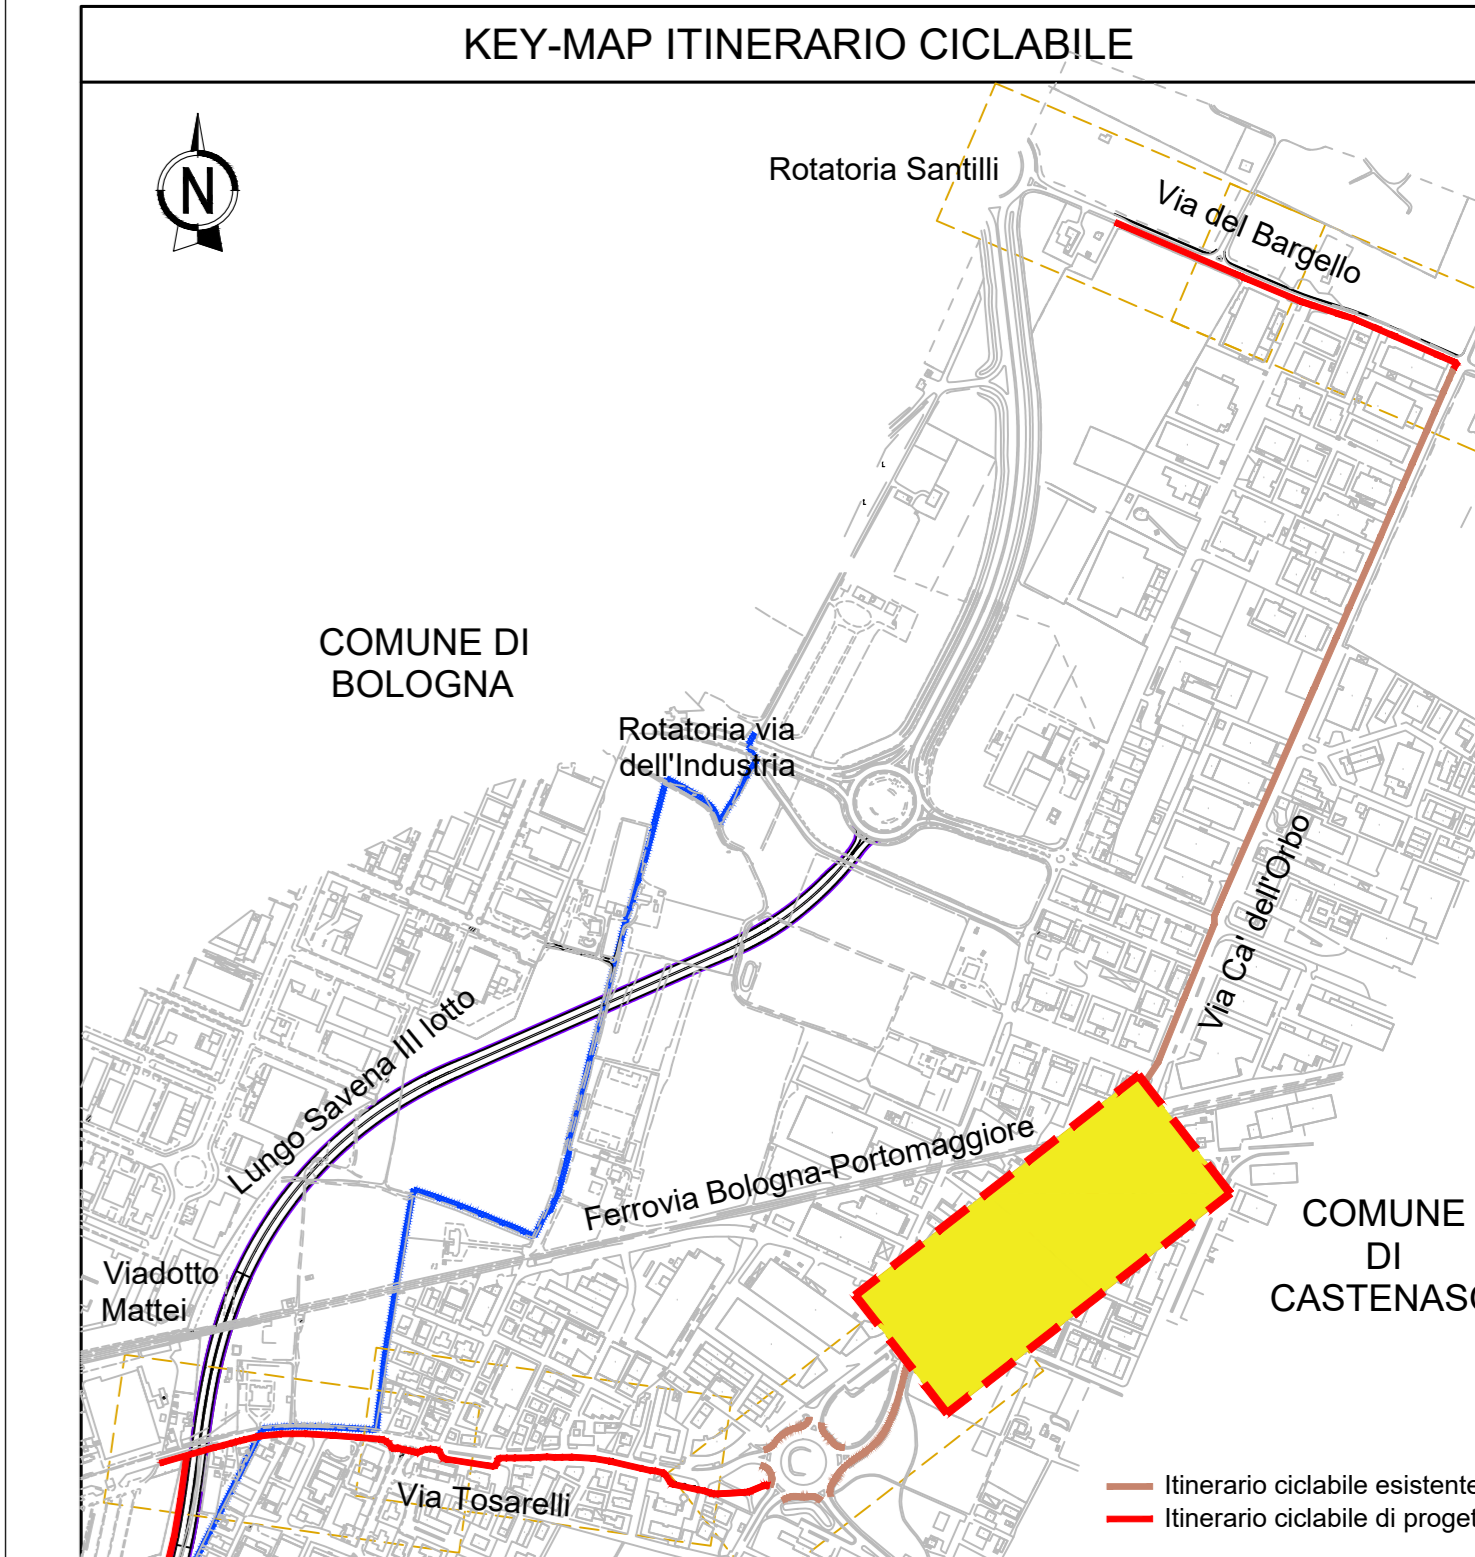 KEY-MAP ITINERARIO CICLABILE
N
Rotatoria Santilli
Via del Bargello
COMUNE DI
BOLOGNA
Rotatoria via
dell'Industria
Via Ca' dell'Orbo
Lungo Savena III lotto
Ferrovia Bologna-Portomaggiore
Viadotto
Mattei
COMUNE
DI
CASTENASO
Via Tosarelli
Itinerario ciclabile esistente
Itinerario ciclabile di proget